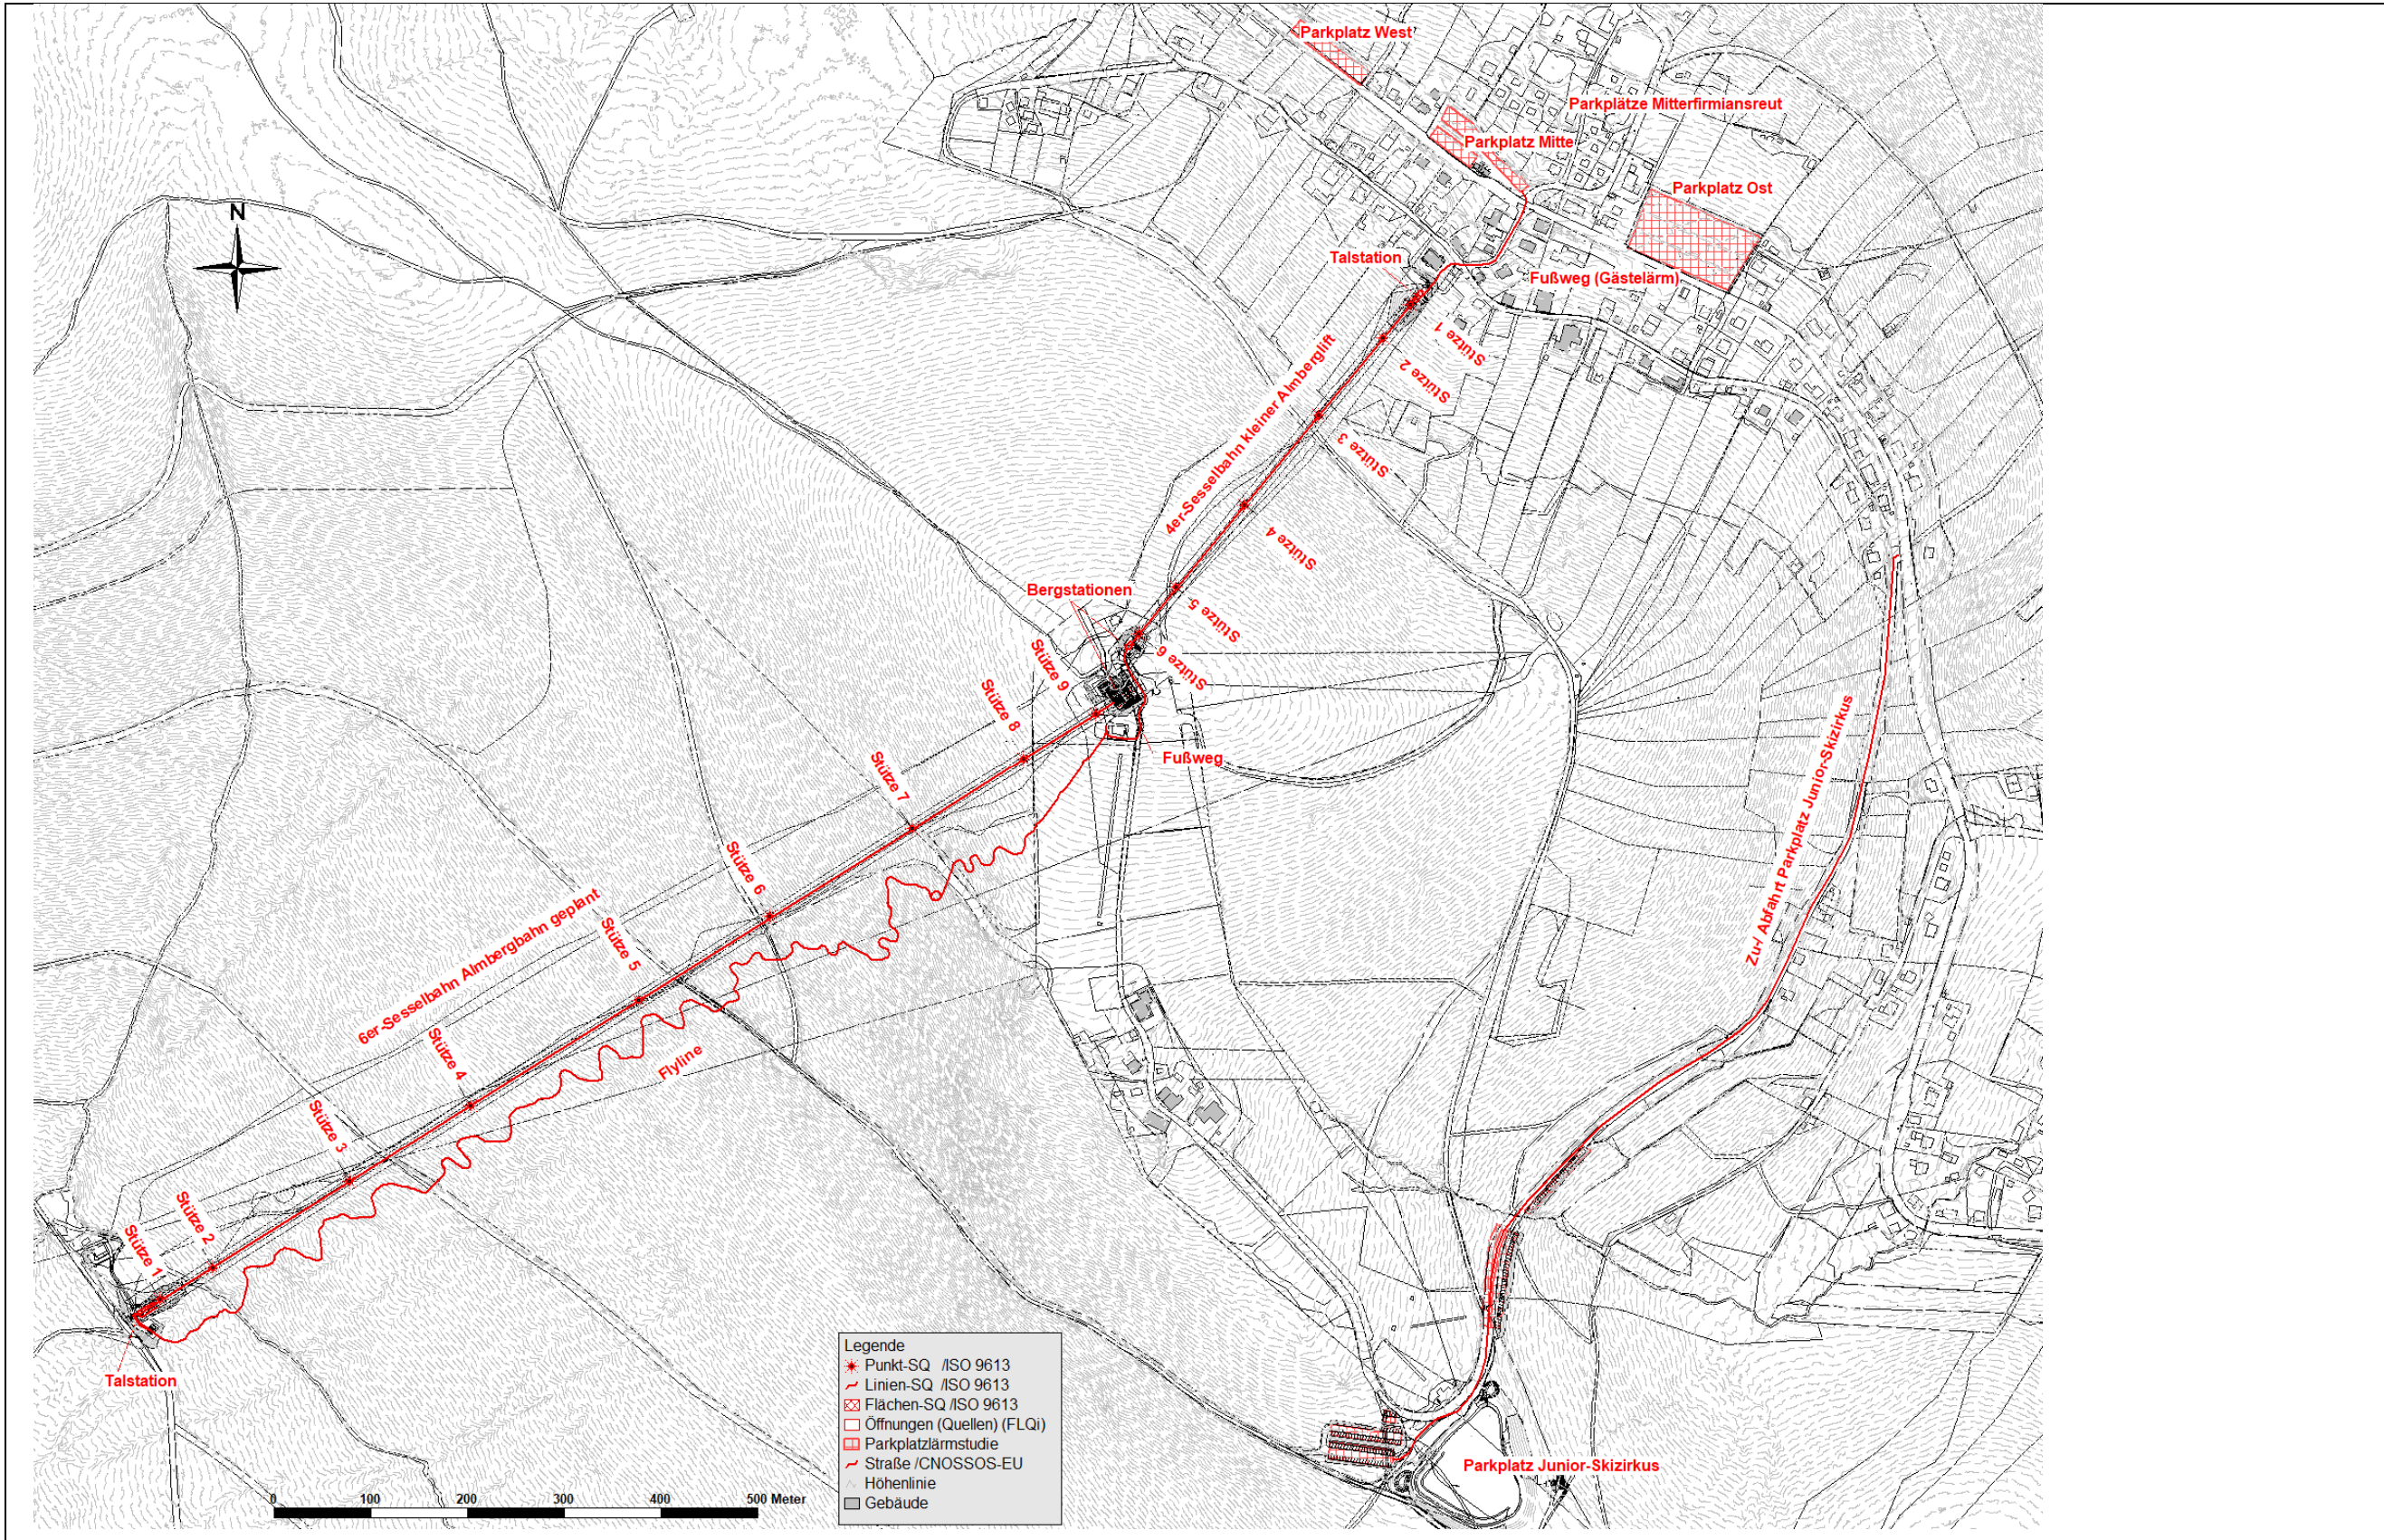 Parkplatz West
Parkplätze Mitterfirmiansreut
Parkplatz Mitte
Parkplatz Ost
N
Talstation
Fußweg (Gästelärm)
Stütze 1
Stütze 2
4er-Sesselbahn kleiner Almberglift
Stütze 3
Stütze 4
Bergstationen
Stütze 5
Stütze 6
Stütze 9
Stütze 8
Fußweg
Stütze 7
Zu-/ Abfahrt Parkplatz Junior-Skizirkus
Stütze 6
6er-Sesselbahn Almbergbahn geplant
Stütze 5
Stütze 4
Flyline
Stütze 3
Stütze 2
Stütze 1
Talstation
Legende
Punkt-SQ /ISO 9613
Linien-SQ /ISO 9613
Flächen-SQ /ISO 9613
Öffnungen (Quellen) (FLQi)
Parkplatzlärmstudie
Straße /CNOSSOS-EU
Höhenlinie
Gebäude
Parkplatz Junior-Skizirkus
0 100 200 300 400 500 Meter